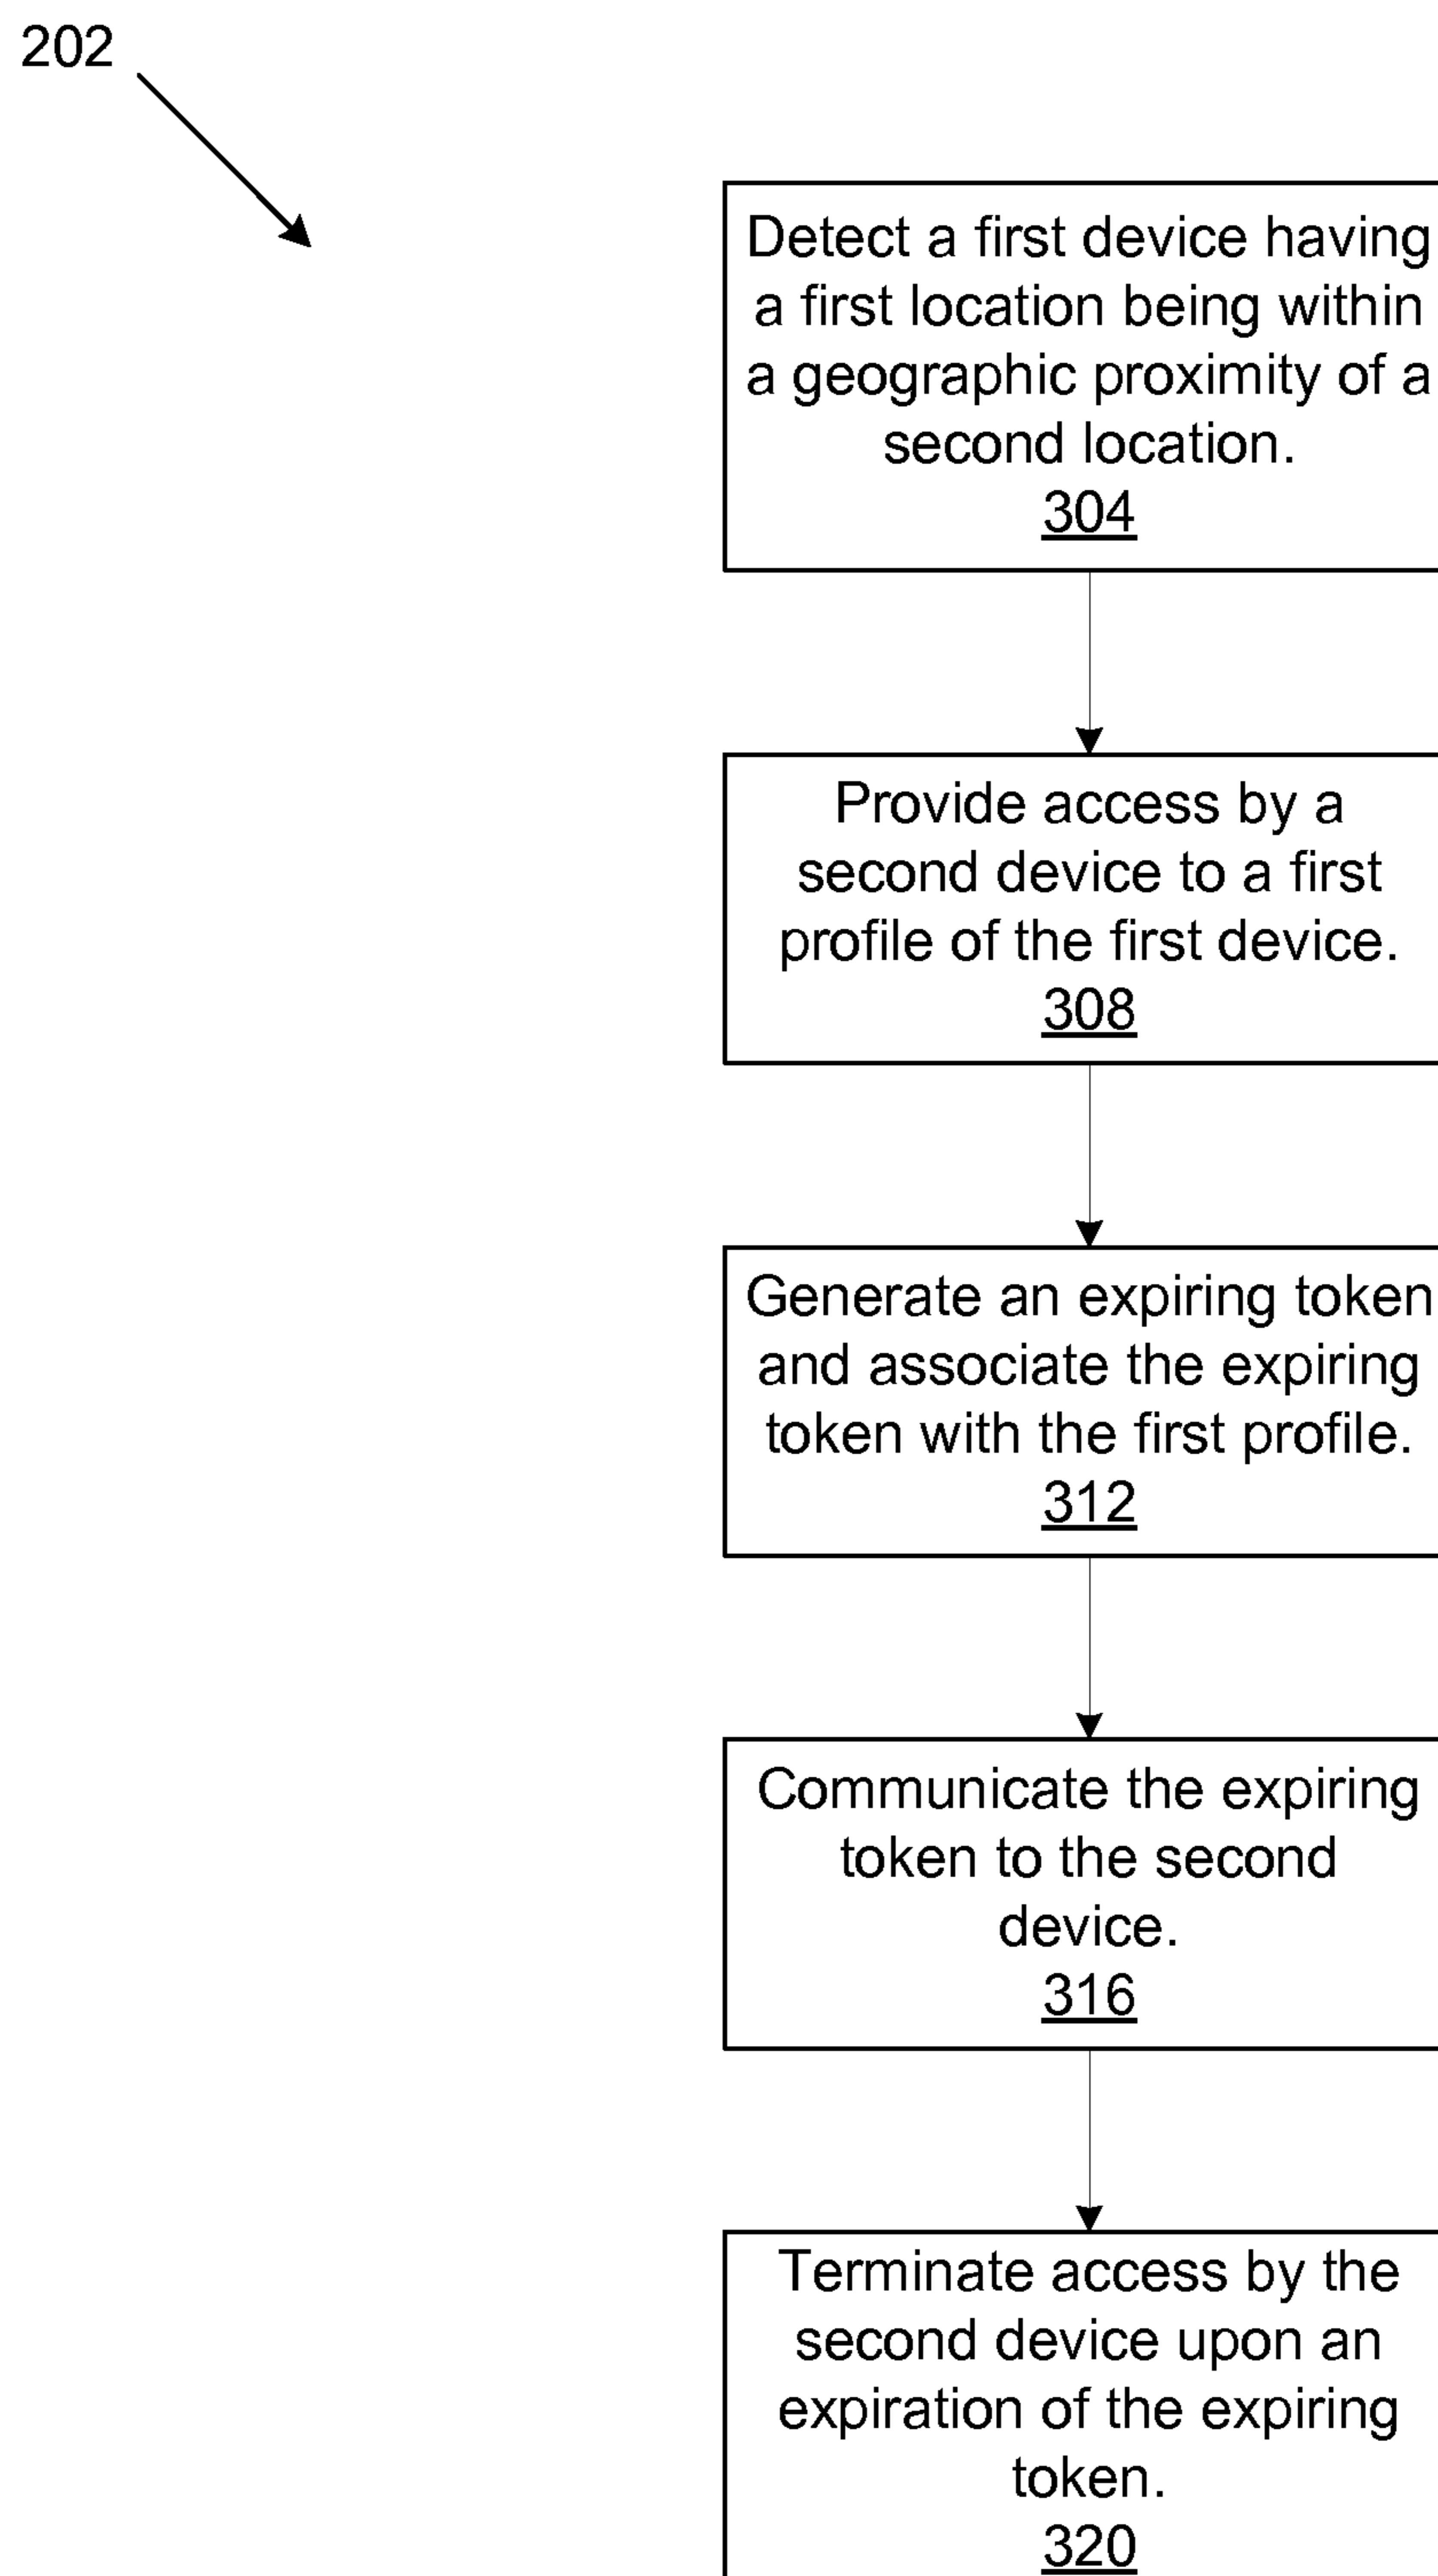 202
Detect a first device having
a first location being within
a geographic proximity of a
second location.
304
Provide access by a
second device to a first
profile of the first device.
308
Generate an expiring token
and associate the expiring
token with the first profile.
312
Communicate the expiring
token to the second
device.
316
Terminate access by the
second device upon an
expiration of the expiring
token.
320